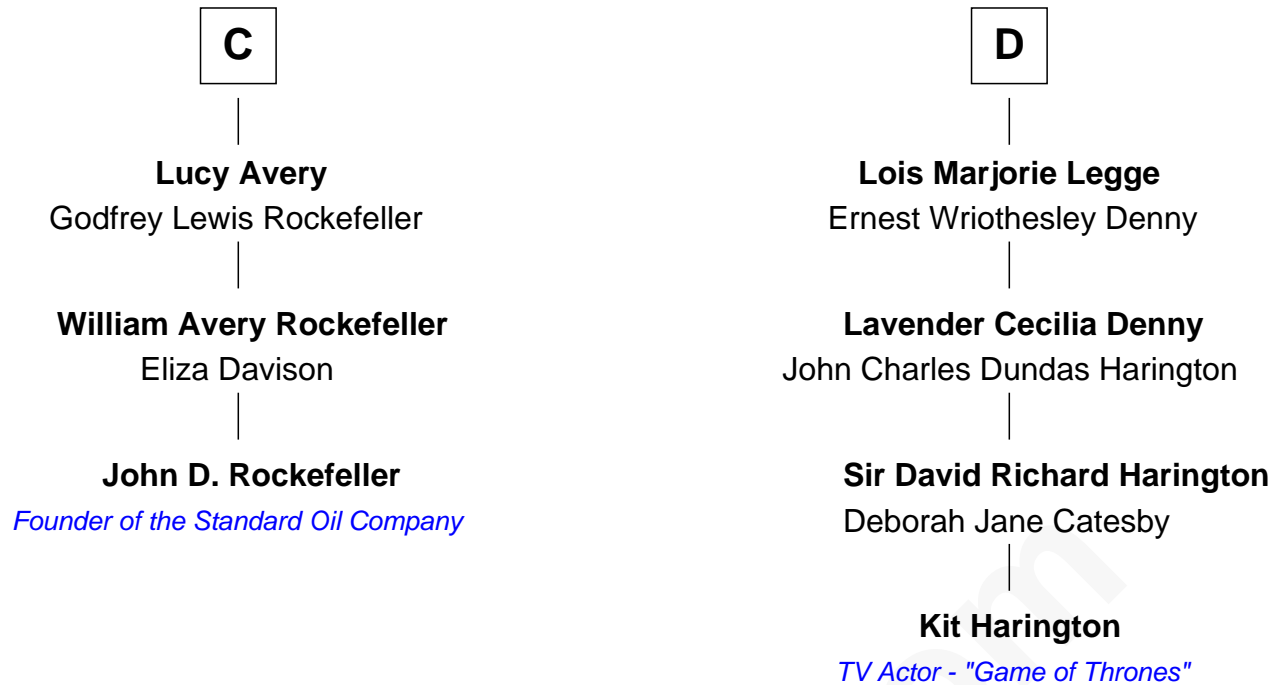 C
Lucy Avery
Godfrey Lewis Rockefeller
William Avery Rockefeller
Eliza Davison
John D. Rockefeller
Founder of the Standard Oil Company
D
Lois Marjorie Legge
Ernest Wriothesley Denny
Lavender Cecilia Denny
John Charles Dundas Harington
Sir David Richard Harington
Deborah Jane Catesby
Kit Harington
TV Actor - "Game of Thrones"